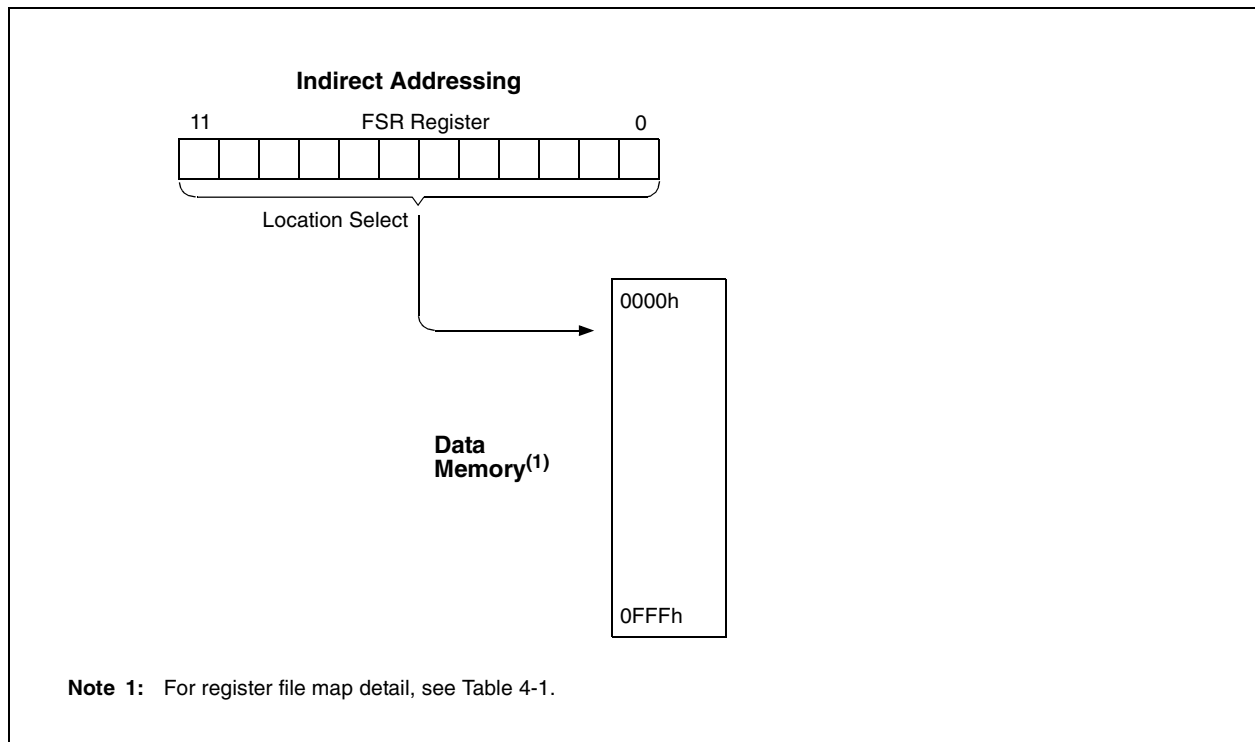 Indirect Addressing
11 FSR Register 0
Location Select
0000h
Data
Memory(1)
0FFFh
Note 1: For register file map detail, see Table 4-1.